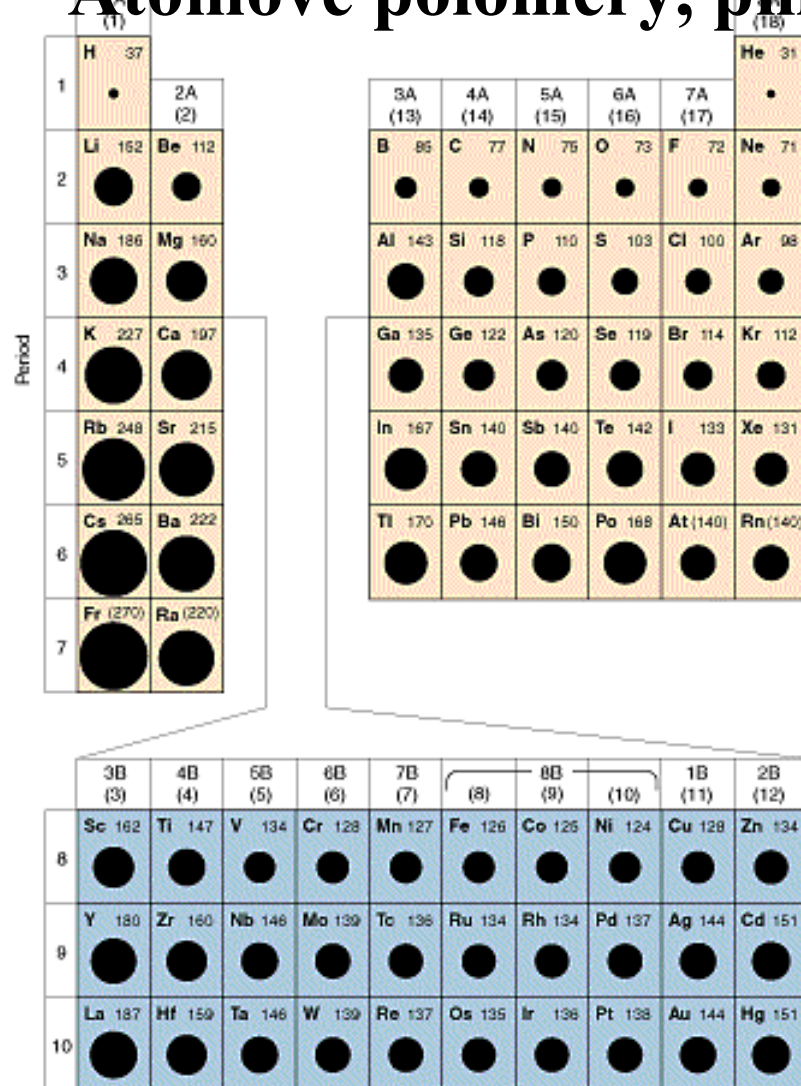 Atomové poloměry, pm
(1) (18)
H 37 He 31
1
2A 3A 4A 5A 6A 7A
(2) (13) (14) (15) (16) (17)
Li 152 Be 112 B 85 C 77 N 75 O 73 F 72 Ne 71
2
Na 186 Mg 160 Al 143 Si 118 P 110 S 103 Cl 100 Ar 98
3
K 227 Ca 197 Ga 135 Ge 122 As 120 Se 119 Br 114 Kr 112
Period
4
Rb 248 Sr 215 In 167 Sn 140 Sb 140 Te 142 I 133 Xe 131
5
Cs 265 Ba 222 Tl 170 Pb 146 Bi 150 Po 168 At (140) Rn (140)
6
Fr (270) Ra (220)
7
3B 4B 5B 6B 7B 8B 1B 2B
(3) (4) (5) (6) (7) (8) (9) (10) (11) (12)
Sc 162 Ti 147 V 134 Cr 128 Mn 127 Fe 126 Co 125 Ni 124 Cu 128 Zn 134
8
Y 180 Zr 160 Nb 146 Mo 139 Tc 136 Ru 134 Rh 134 Pd 137 Ag 144 Cd 151
9
La 187 Hf 159 Ta 146 W 139 Re 137 Os 135 Ir 136 Pt 138 Au 144 Hg 151
10